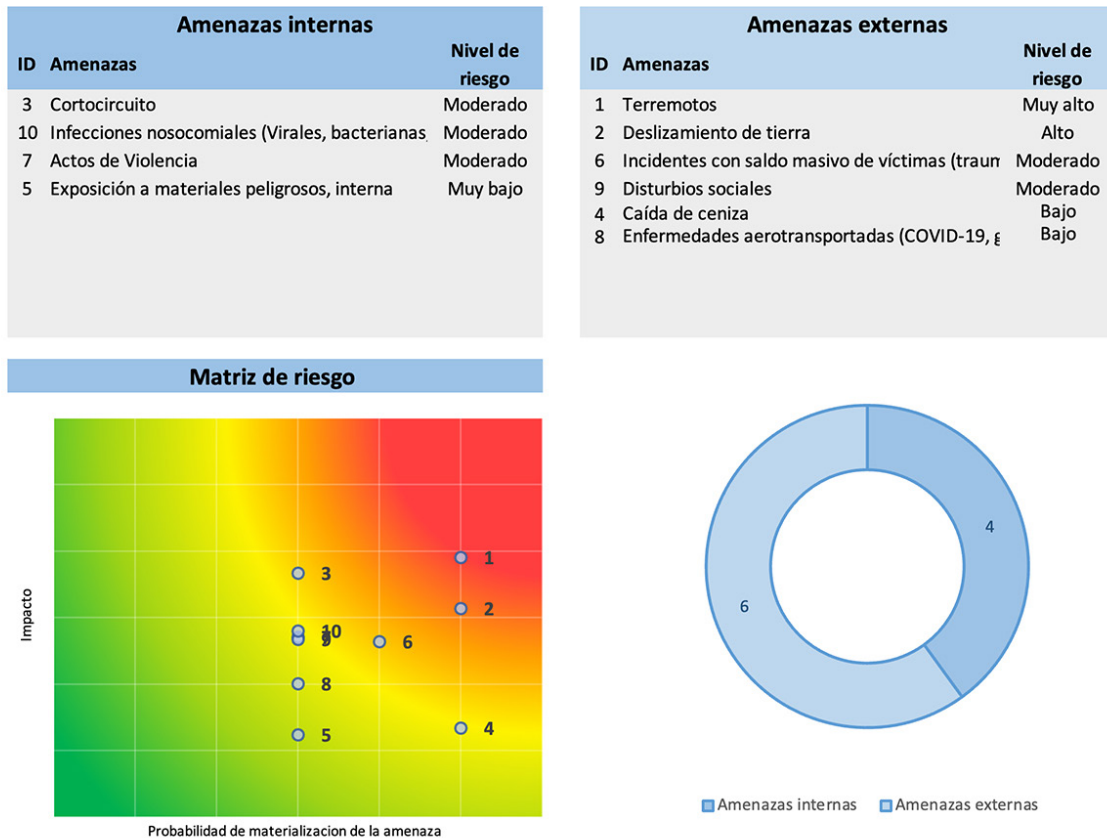 Amenazas internas
ID Amenazas Nivel de riesgo
3 Cortocircuito Moderado
10 Infecciones nosocomiales (Virales, bacterianas, Moderado
7 Actos de Violencia Moderado
5 Exposición a materiales peligrosos, interna Muy bajo
Amenazas externas
ID Amenazas Nivel de riesgo
1 Terremotos Muy alto
2 Deslizamiento de tierra Alto
6 Incidentes con saldo masivo de víctimas (traum Moderado
9 Disturbios sociales Moderado
4 Caída de ceniza Bajo
8 Enfermedades aerotransportadas (COVID-19, g Bajo
Matriz de riesgo
Impacto
1
3
2
10
9
6
8
4
5
Probabilidad de materializacion de la amenaza
4
6
Amenazas internas Amenazas externas